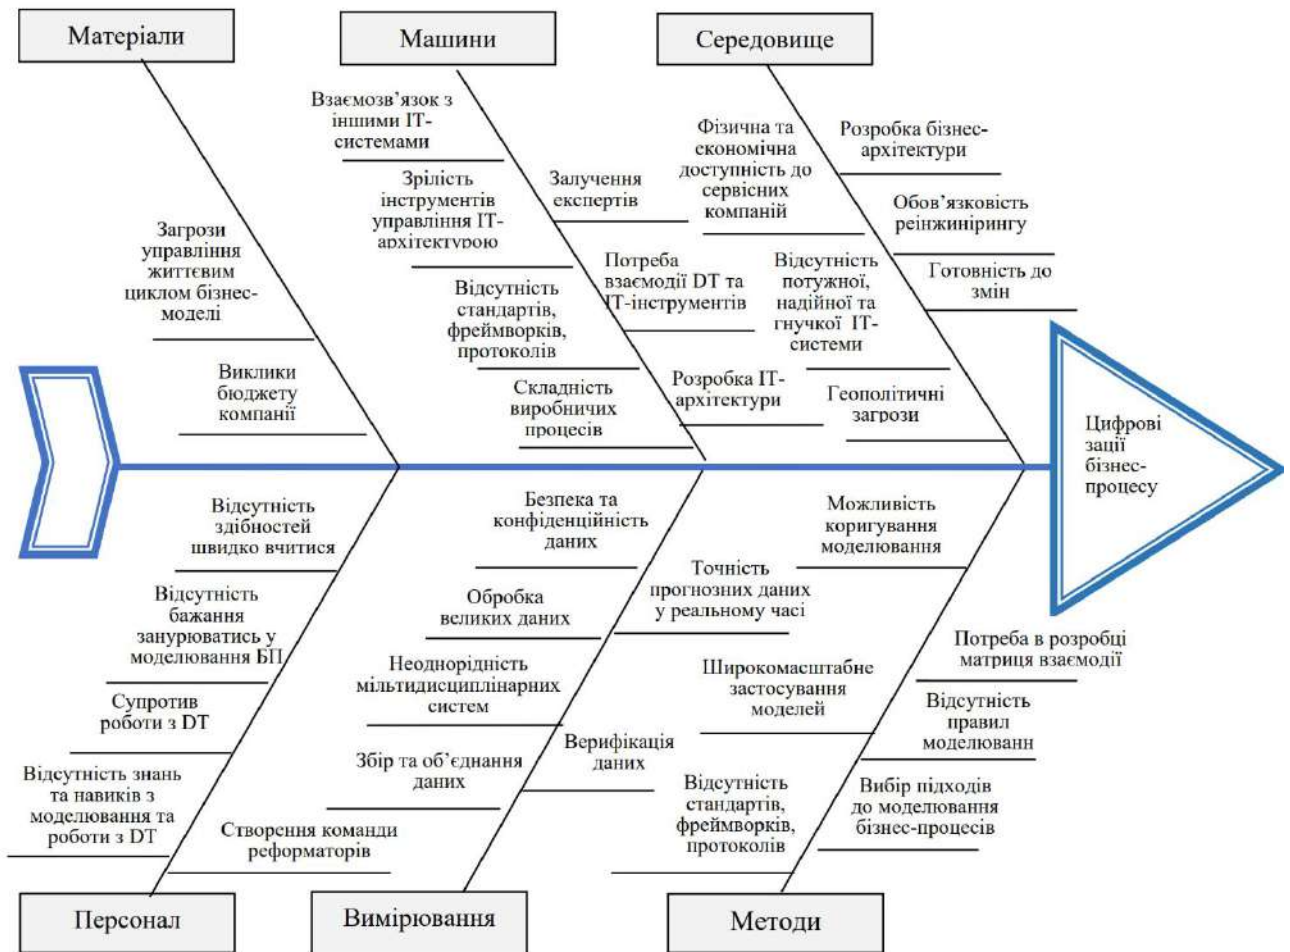 Матеріали
Машини
Середовище
Взаємозв’язок з
іншими ІТ-
системами
Зрілість
інструментів
управління ІТ-
архітектурою
Відсутність
стандартів,
фреймворків,
протоколів
Складність
виробничих
процесів
Загрози
управління
життєвим
циклом бізнес-
моделі
Виклики
бюджету
компанії
Залучення
експертів
Потреба
взаємодії DT та
ІТ-інструментів
Розробка ІТ-
архітектури
Фізична та
економічна
доступність до
сервісних
компаній
Відсутність
потужної,
надійної та
гнучкої ІТ-
системи
Геополітичні
загрози
Розробка бізнес-
архітектури
Обов’язковість
реінжинірингу
Готовність до
змін
Цифрові
зації
бізнес-
процесу
Відсутність
здібностей
швидко вчитися
Відсутність
бажання
занурюватись у
моделювання БП
Супротив
роботи з DT
Відсутність знань
та навиків з
моделювання та
роботи з DT
Створення команди
реформаторів
Безпека та
конфіденційність
даних
Обробка
великих даних
Неоднорідність
мільтидисциплінарних
систем
Збір та об’єднання
даних
Точність
прогнозних даних
у реальному часі
Верифікація
даних
Можливість
коригування
моделювання
Широкомасштабне
застосування
моделей
Відсутність
стандартів,
фреймворків,
протоколів
Потреба в розробці
матриця взаємодії
Відсутність
правил
моделюванн
Вибір підходів
до моделювання
бізнес-процесів
Персонал
Вимірювання
Методи